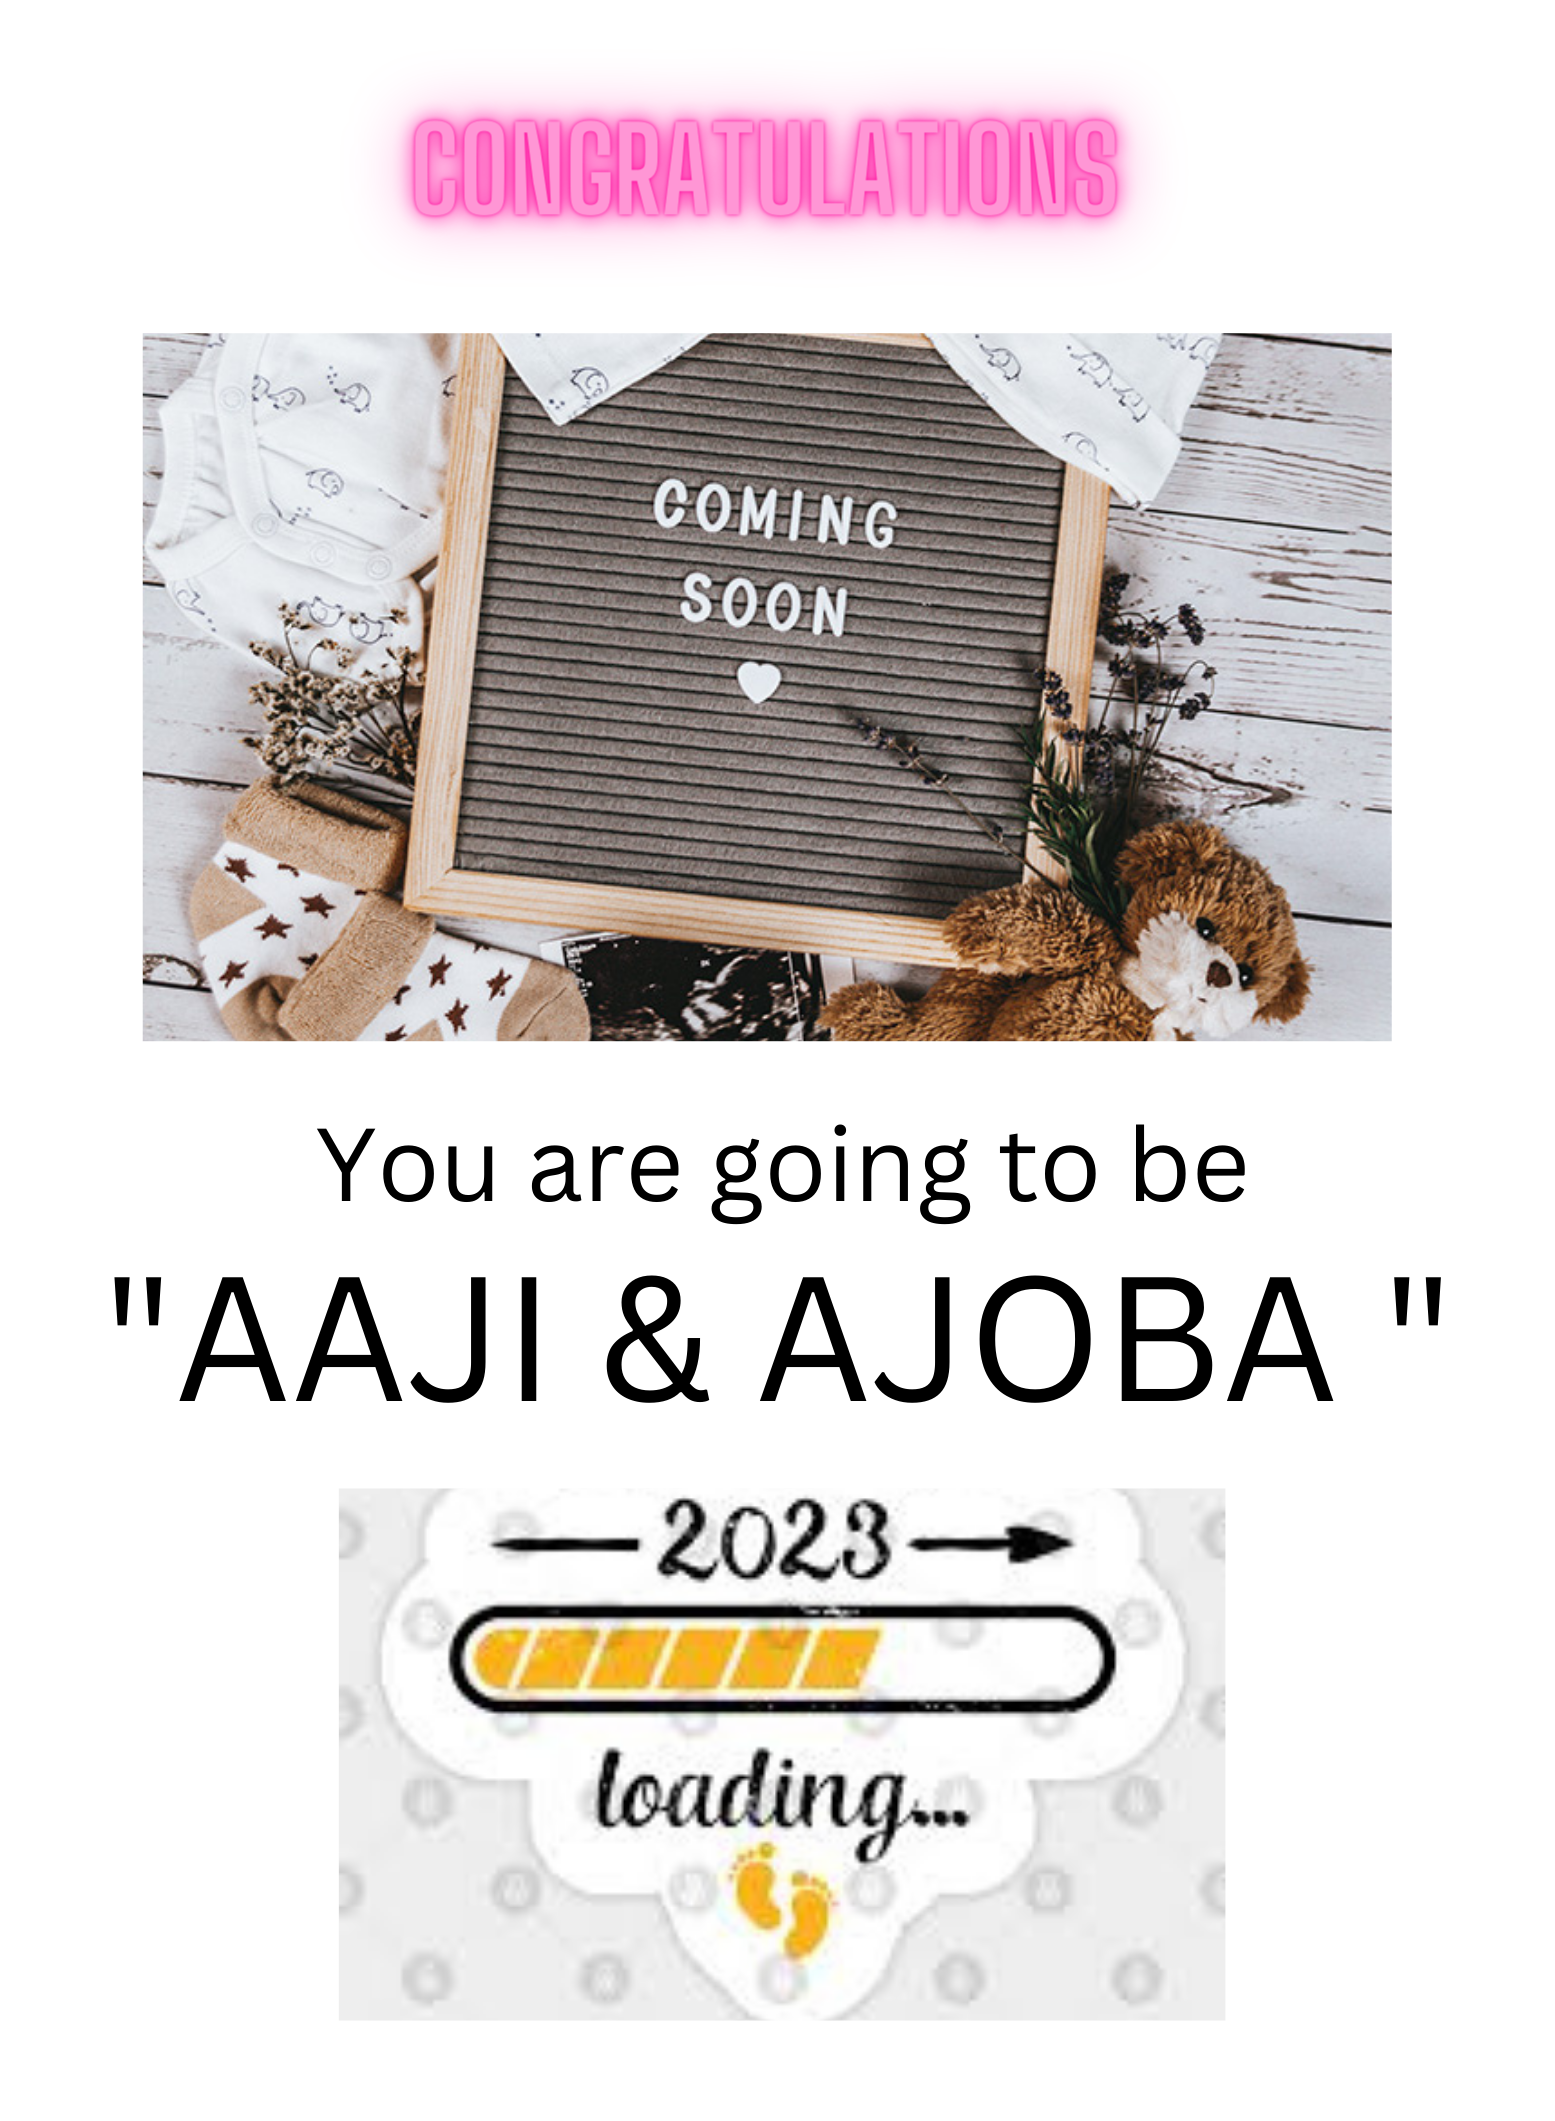 CONGRATULATIONS
COMING
SOON
You are going to be
"AAJI & AJOBA "
2023
loading...